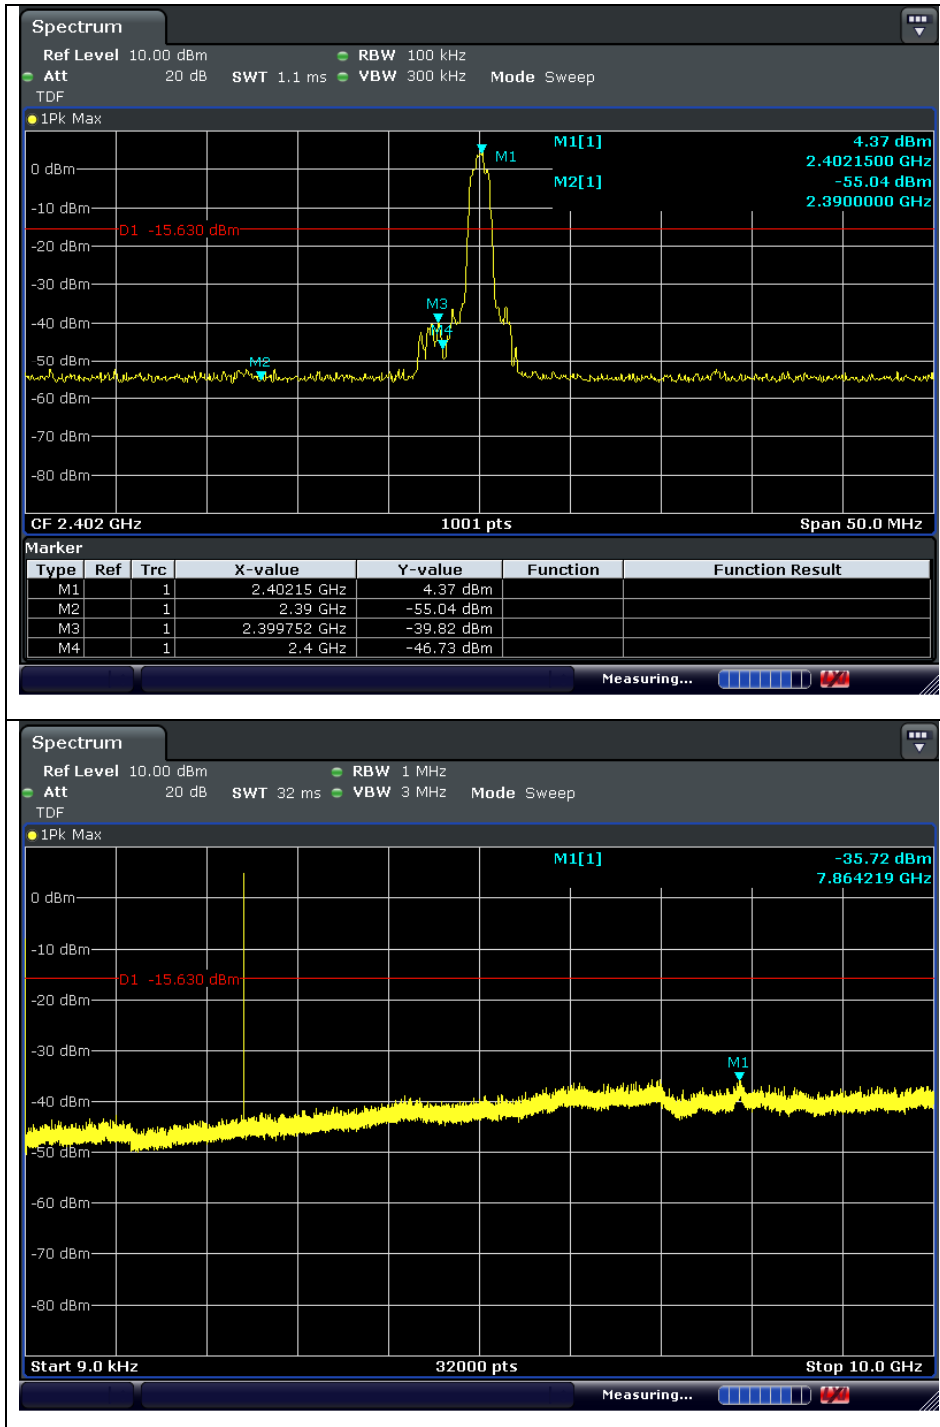 Spectrum
Ref Level 10.00 dBm RBW 100 kHz
Att 20 dB SWT 1.1 ms VBW 300 kHz Mode Sweep
TDF
1Pk Max
M1[1] 4.37 dBm
2.4021500 GHz
M2[1] -55.04 dBm
2.3900000 GHz
M1
0 dBm
-10 dBm
D1 -15.630 dBm
-20 dBm
-30 dBm
M3
-40 dBm
M4
-50 dBm
M2
-60 dBm
-70 dBm
-80 dBm
CF 2.402 GHz 1001 pts Span 50.0 MHz
Marker
Type Ref Trc X-value Y-value Function Function Result
M1 1 2.40215 GHz 4.37 dBm
M2 1 2.39 GHz -55.04 dBm
M3 1 2.399752 GHz -39.82 dBm
M4 1 2.4 GHz -46.73 dBm
Measuring...
Spectrum
Ref Level 10.00 dBm RBW 1 MHz
Att 20 dB SWT 32 ms VBW 3 MHz Mode Sweep
TDF
1Pk Max
M1[1] -35.72 dBm
7.864219 GHz
0 dBm
-10 dBm
D1 -15.630 dBm
-20 dBm
-30 dBm
M1
-40 dBm
-50 dBm
-60 dBm
-70 dBm
-80 dBm
Start 9.0 kHz 32000 pts Stop 10.0 GHz
Measuring...